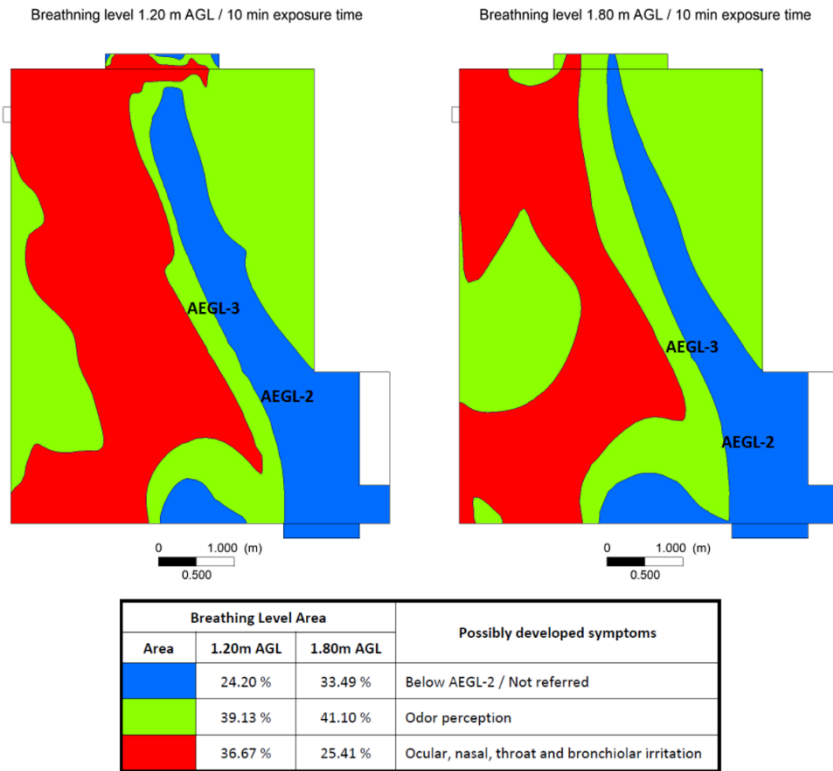 Breathning level 1.20 m AGL / 10 min exposure time
Breathning level 1.80 m AGL / 10 min exposure time
AEGL-3
AEGL-2
0 1.000 (m)
0.500
AEGL-3
AEGL-2
0 1.000 (m)
0.500
Breathing Level Area Possibly developed symptoms
Area 1.20m AGL 1.80m AGL
24.20 % 33.49 % Below AEGL-2 / Not referred
39.13 % 41.10 % Odor perception
36.67 % 25.41 % Ocular, nasal, throat and bronchiolar irritation